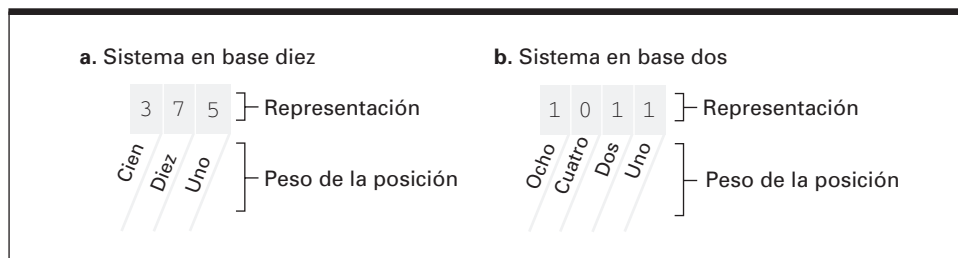 a. Sistema en base diez
3 7 5
Representación
Cien Diez Uno
Peso de la posición
b. Sistema en base dos
1 0 1 1
Representación
Ocho Cuatro Dos Uno
Peso de la posición